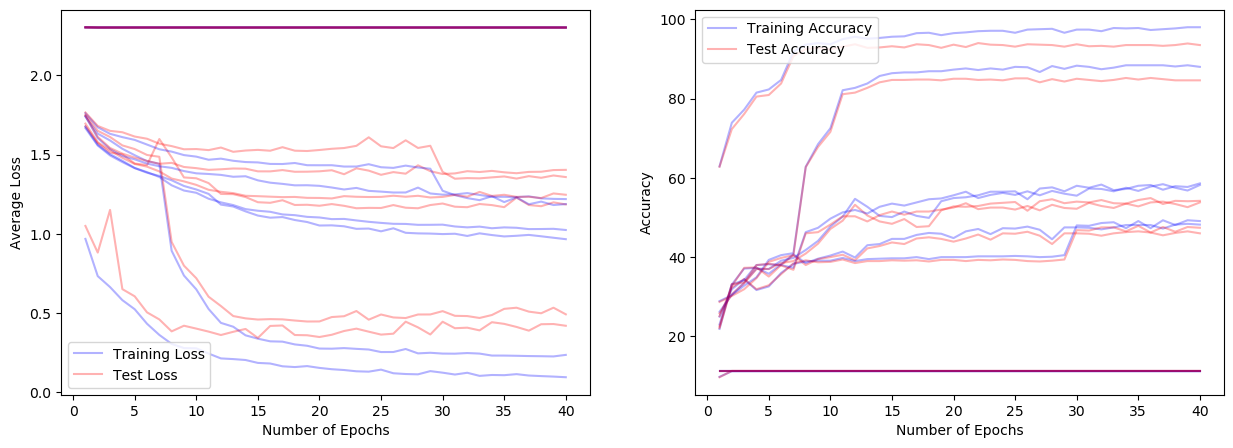 2.0
1.5
1.0
0.5
0.0
Average Loss
Training Loss
Test Loss
0 5 10 15 20 25 30 35 40
Number of Epochs
100
80
60
40
20
Accuracy
Training Accuracy
Test Accuracy
0 5 10 15 20 25 30 35 40
Number of Epochs